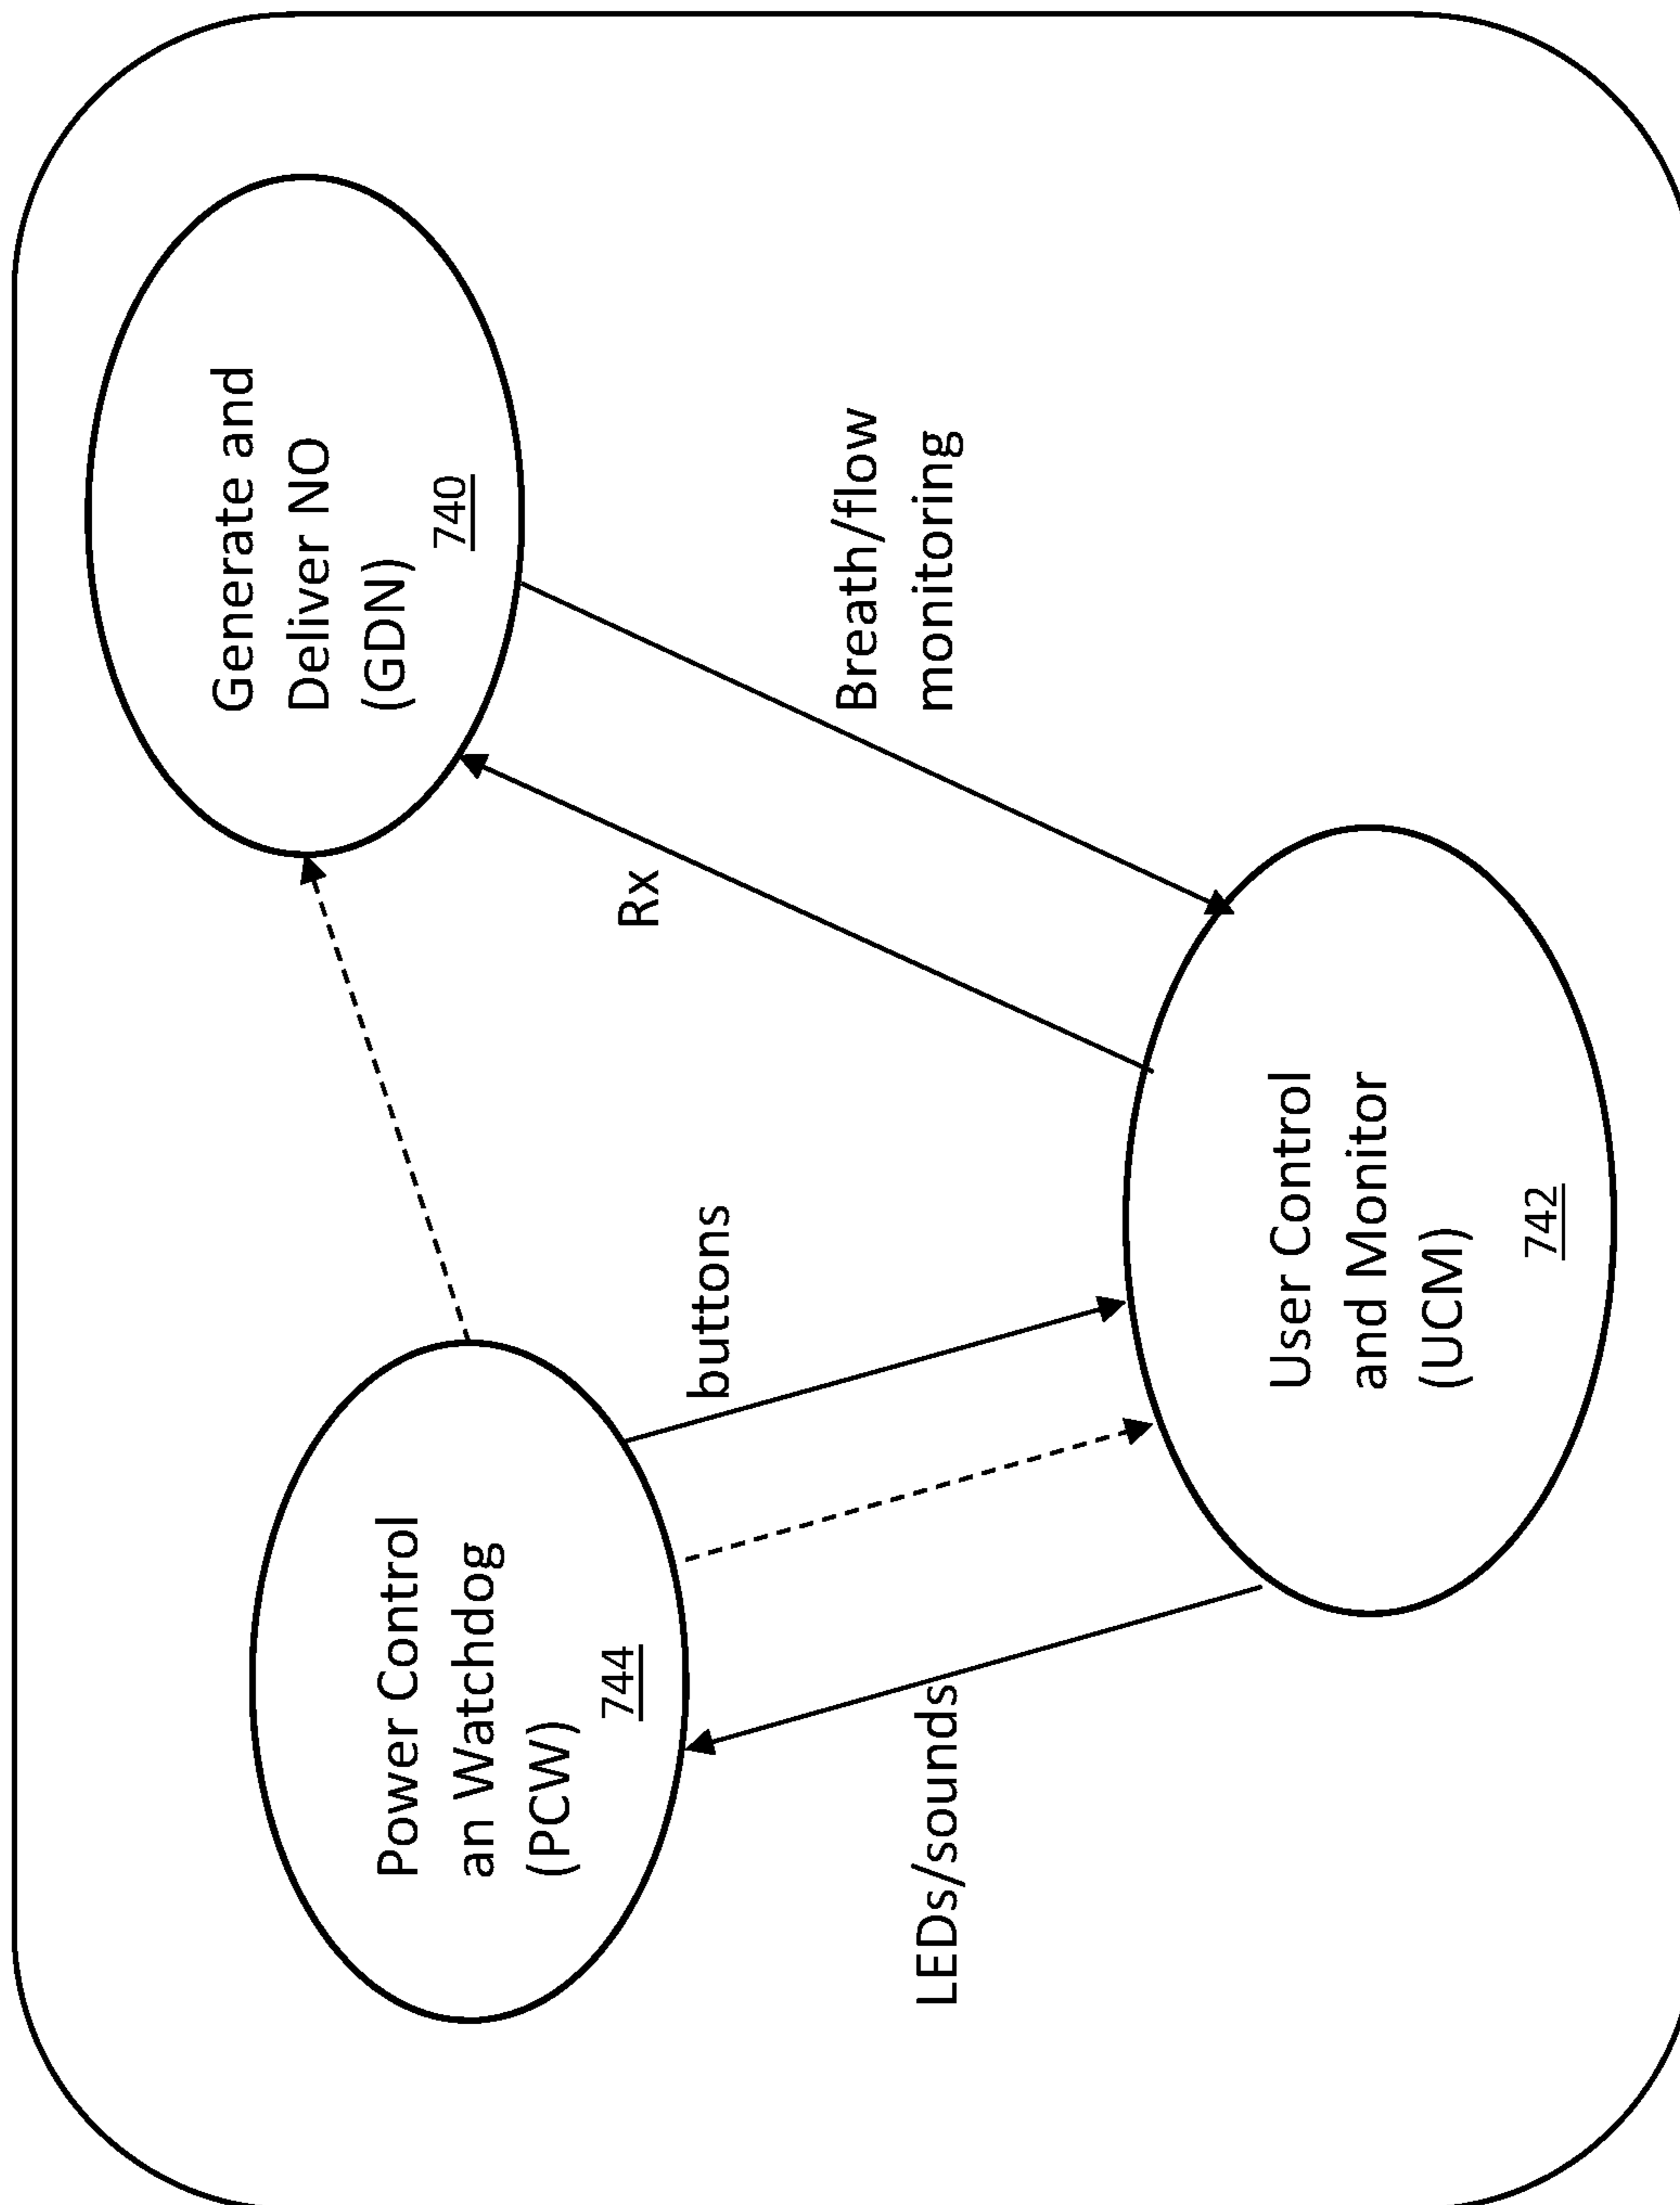 Power Control
an Watchdog
(PCW)
744
Generate and
Deliver NO
(GDN)
740
buttons
Rx
LEDs/sounds
Breath/flow
monitoring
User Control
and Monitor
(UCM)
742